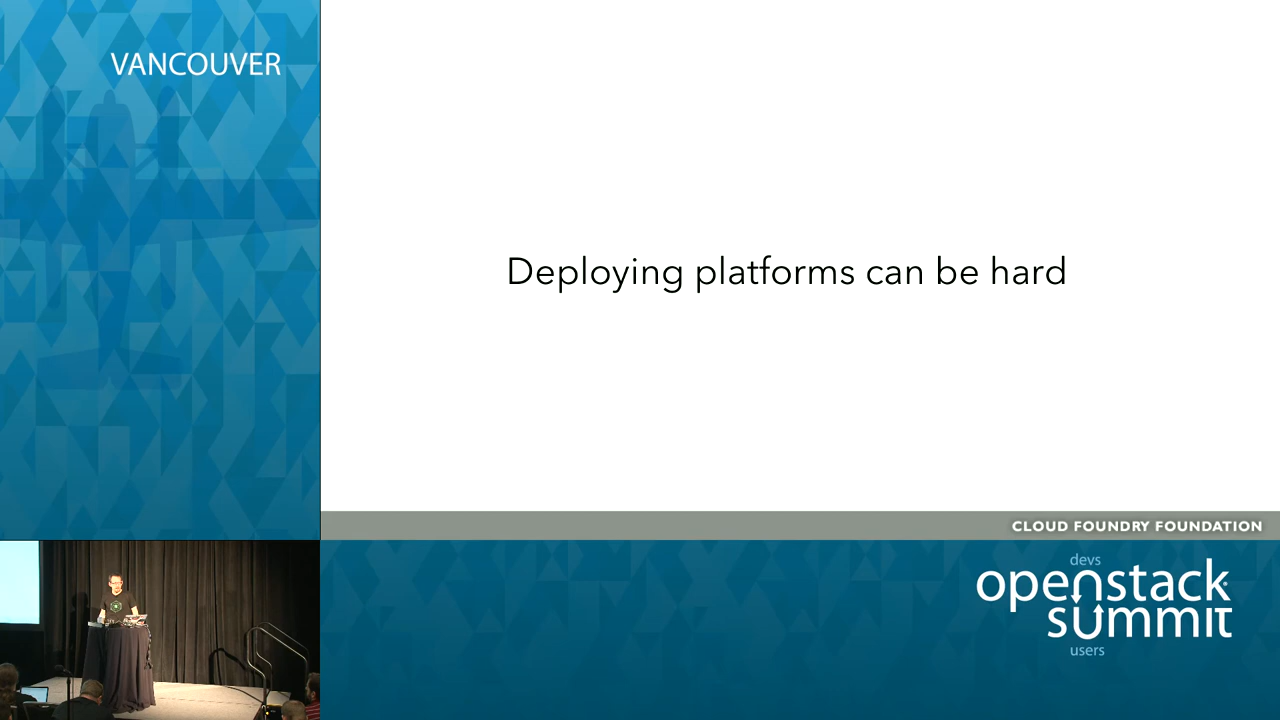 VANCOUVER
Deploying platforms can be hard
CLOUD FOUNDRY FOUNDATION
devs
openstack
summit
users